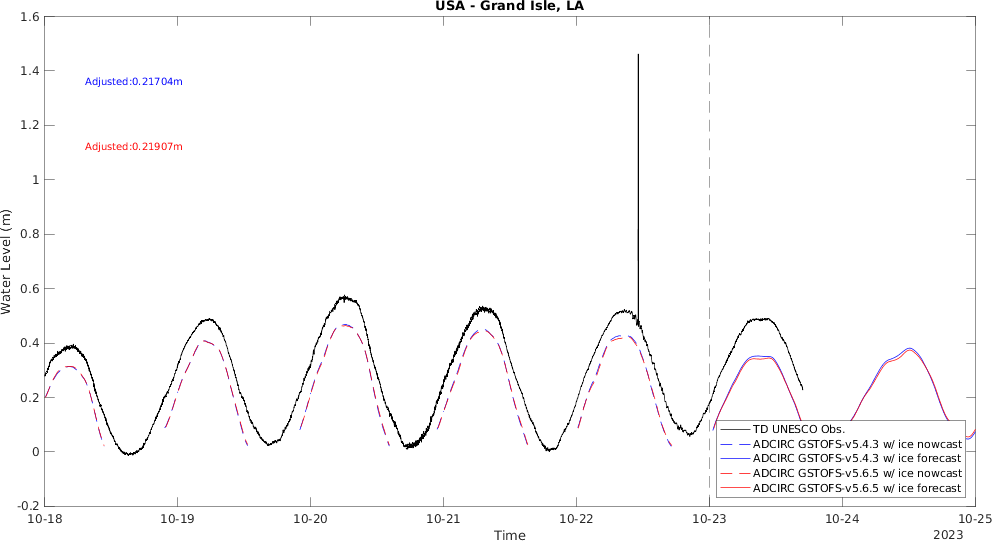 USA - Grand Isle, LA
1.6
1.4
1.2
1
0.8
0.6
0.4
0.2
0
-0.2
Water Level (m)
Adjusted:0.21704m
Adjusted:0.21907m
TD UNESCO Obs.
ADCIRC GSTOFS-v5.4.3 w/ ice nowcast
ADCIRC GSTOFS-v5.4.3 w/ ice forecast
ADCIRC GSTOFS-v5.6.5 w/ ice nowcast
ADCIRC GSTOFS-v5.6.5 w/ ice forecast
10-18 10-19 10-20 10-21 10-22 10-23 10-24 10-25
Time
2023